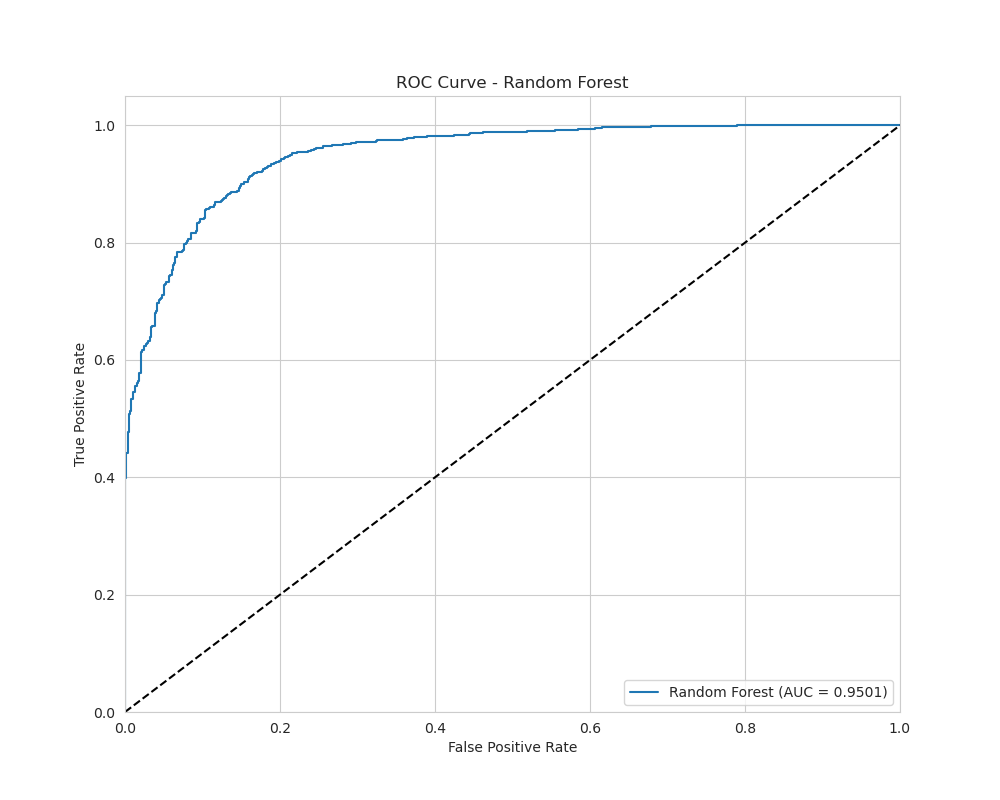 ROC Curve - Random Forest
1.0
0.8
0.6
0.4
0.2
0.0
True Positive Rate
Random Forest (AUC = 0.9501)
0.0 0.2 0.4 0.6 0.8 1.0
False Positive Rate